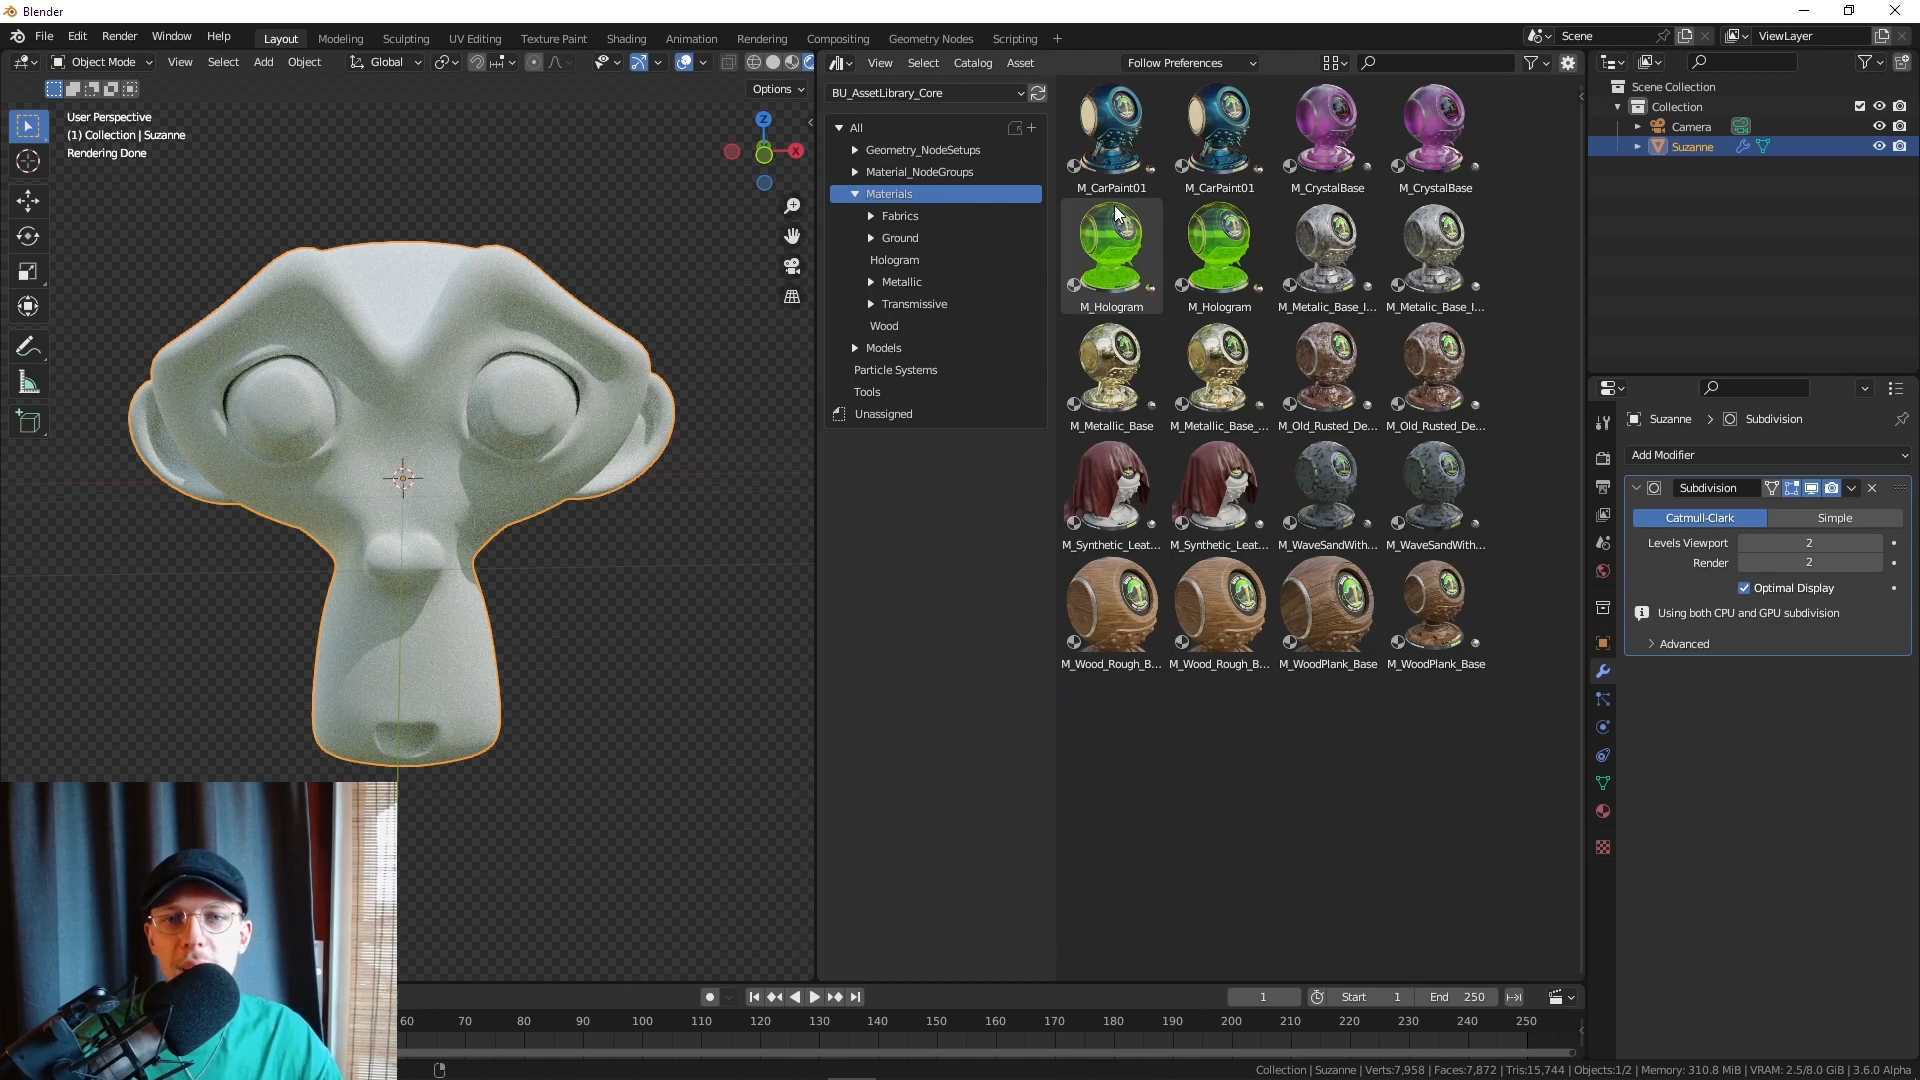 Blender
File Edit Render Window Help
Layout Modeling Sculpting UV Editing Texture Paint Shading Animation Rendering Compositing Geometry Nodes Scripting
Scene
ViewLayer
Object Mode View Select Add Object
Global
Options
User Perspective
(1) Collection | Suzanne
Rendering Done
Z
X
View Select Catalog Asset
Follow Preferences
BU_AssetLibrary_Core
All
Geometry_NodeSetups
Material_NodeGroups
Materials
Fabrics
Ground
Hologram
Metallic
Transmissive
Wood
Models
Particle Systems
Tools
Unassigned
M_CarPaint01 M_CarPaint01 M_CrystalBase M_CrystalBase
M_Hologram M_Hologram M_Metalic_Base_I... M_Metalic_Base_I...
M_Metallic_Base M_Metallic_Base_... M_Old_Rusted_De... M_Old_Rusted_De...
M_Synthetic_Leat... M_Synthetic_Leat... M_WaveSandWith... M_WaveSandWith...
M_Wood_Rough_B... M_Wood_Rough_B... M_WoodPlank_Base M_WoodPlank_Base
Scene Collection
Collection
Camera
Suzanne
Suzanne > Subdivision
Add Modifier
Subdivision
Catmull-Clark Simple
Levels Viewport 2
Render 2
Optimal Display
Using both CPU and GPU subdivision
Advanced
1 Start 1 End 250
60 70 80 90 100 110 120 130 140 150 160 170 180 190 200 210 220 230 240 250
Collection | Suzanne | Verts:7,958 | Faces:7,872 | Tris:15,744 | Objects:1/2 | Memory: 310.8 MiB | VRAM: 2.5/8.0 GiB | 3.6.0 Alpha